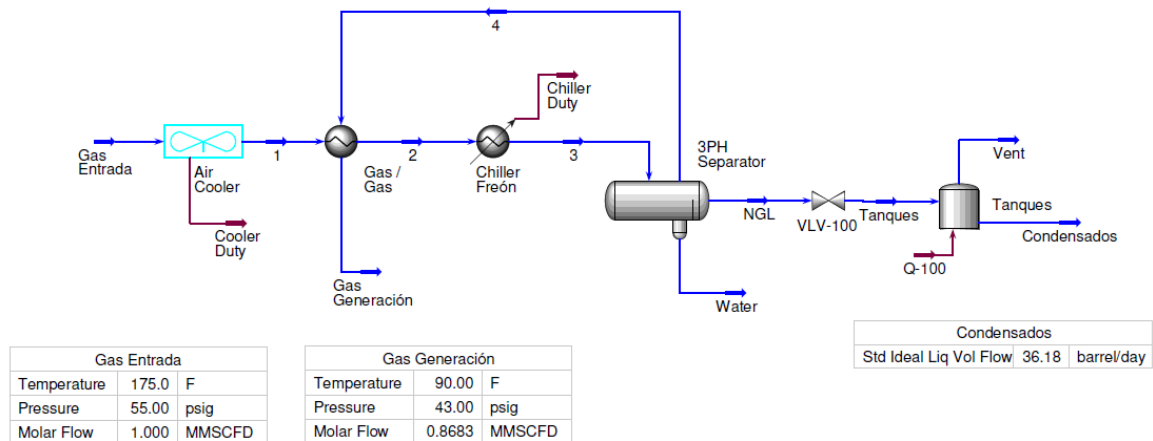 4
Chiller
Duty
Gas
Entrada
Air
Cooler
Cooler
Duty
1
Gas /
Gas
2
Chiller
Freón
3
3PH
Separator
NGL
VLV-100
Tanques
Vent
Tanques
Condensados
Q-100
Water
Gas
Generación
Gas Entrada
Temperature 175.0 F
Pressure 55.00 psig
Molar Flow 1.000 MMSCFD
Gas Generación
Temperature 90.00 F
Pressure 43.00 psig
Molar Flow 0.8683 MMSCFD
Condensados
Std Ideal Liq Vol Flow 36.18 barrel/day